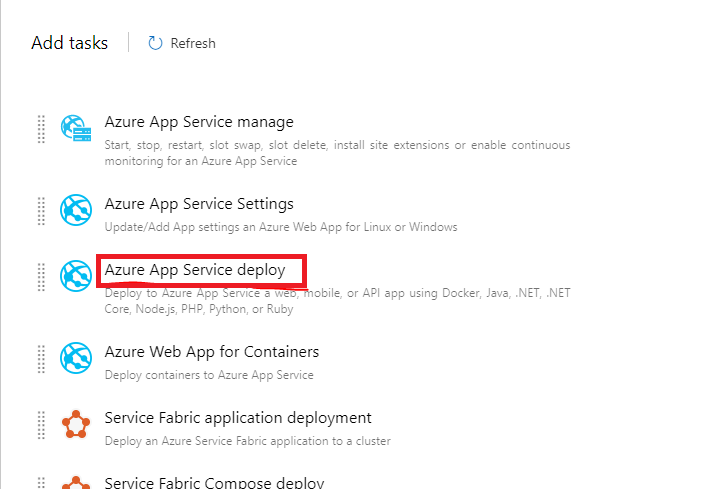 Add tasks
Refresh
Azure App Service manage
Start, stop, restart, slot swap, slot delete, install site extensions or enable continuous
monitoring for an Azure App Service
Azure App Service Settings
Update/Add App settings an Azure Web App for Linux or Windows
Azure App Service deploy
Deploy to Azure App Service a web, mobile, or API app using Docker, Java, .NET, .NET
Core, Node.js, PHP, Python, or Ruby
Azure Web App for Containers
Deploy containers to Azure App Service
Service Fabric application deployment
Deploy an Azure Service Fabric application to a cluster
Service Fabric Compose deploy